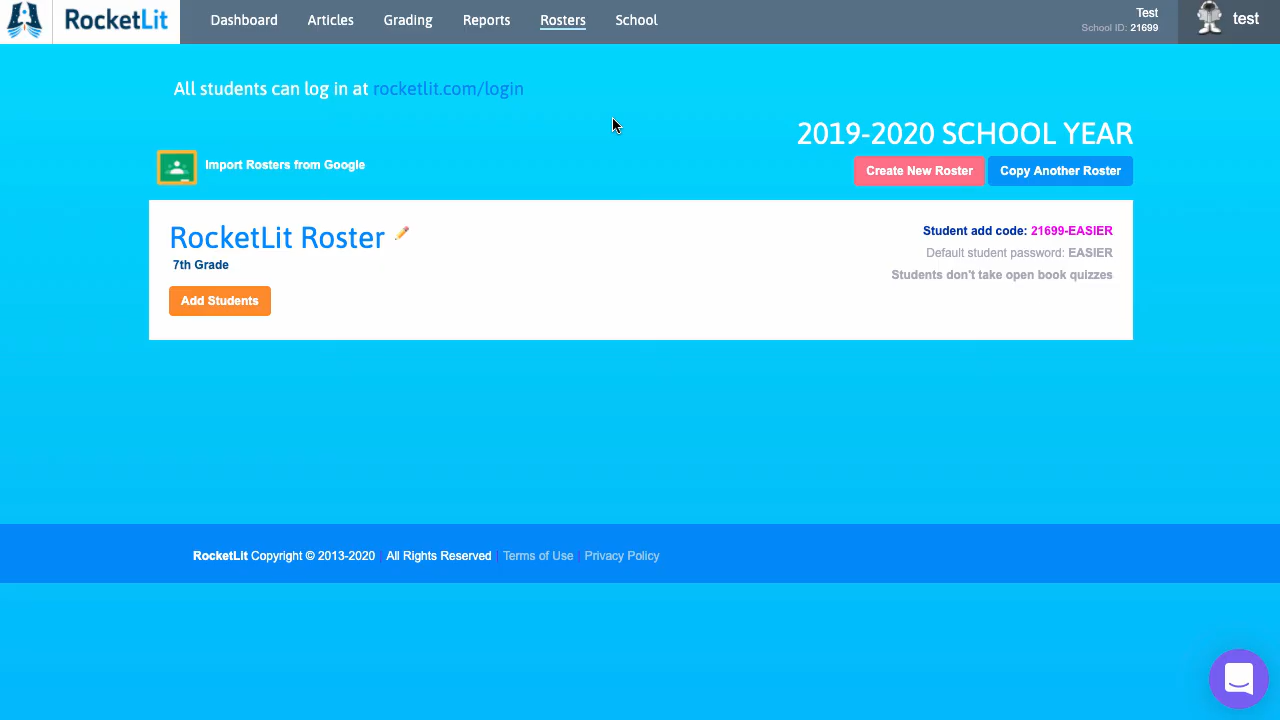 RocketLit Dashboard Articles Grading Reports Rosters School
Test
School ID: 21699
test
All students can log in at rocketlit.com/login
2019-2020 SCHOOL YEAR
Import Rosters from Google
Create New Roster Copy Another Roster
RocketLit Roster
7th Grade
Add Students
Student add code: 21699-EASIER
Default student password: EASIER
Students don't take open book quizzes
RocketLit Copyright © 2013-2020 | All Rights Reserved | Terms of Use | Privacy Policy